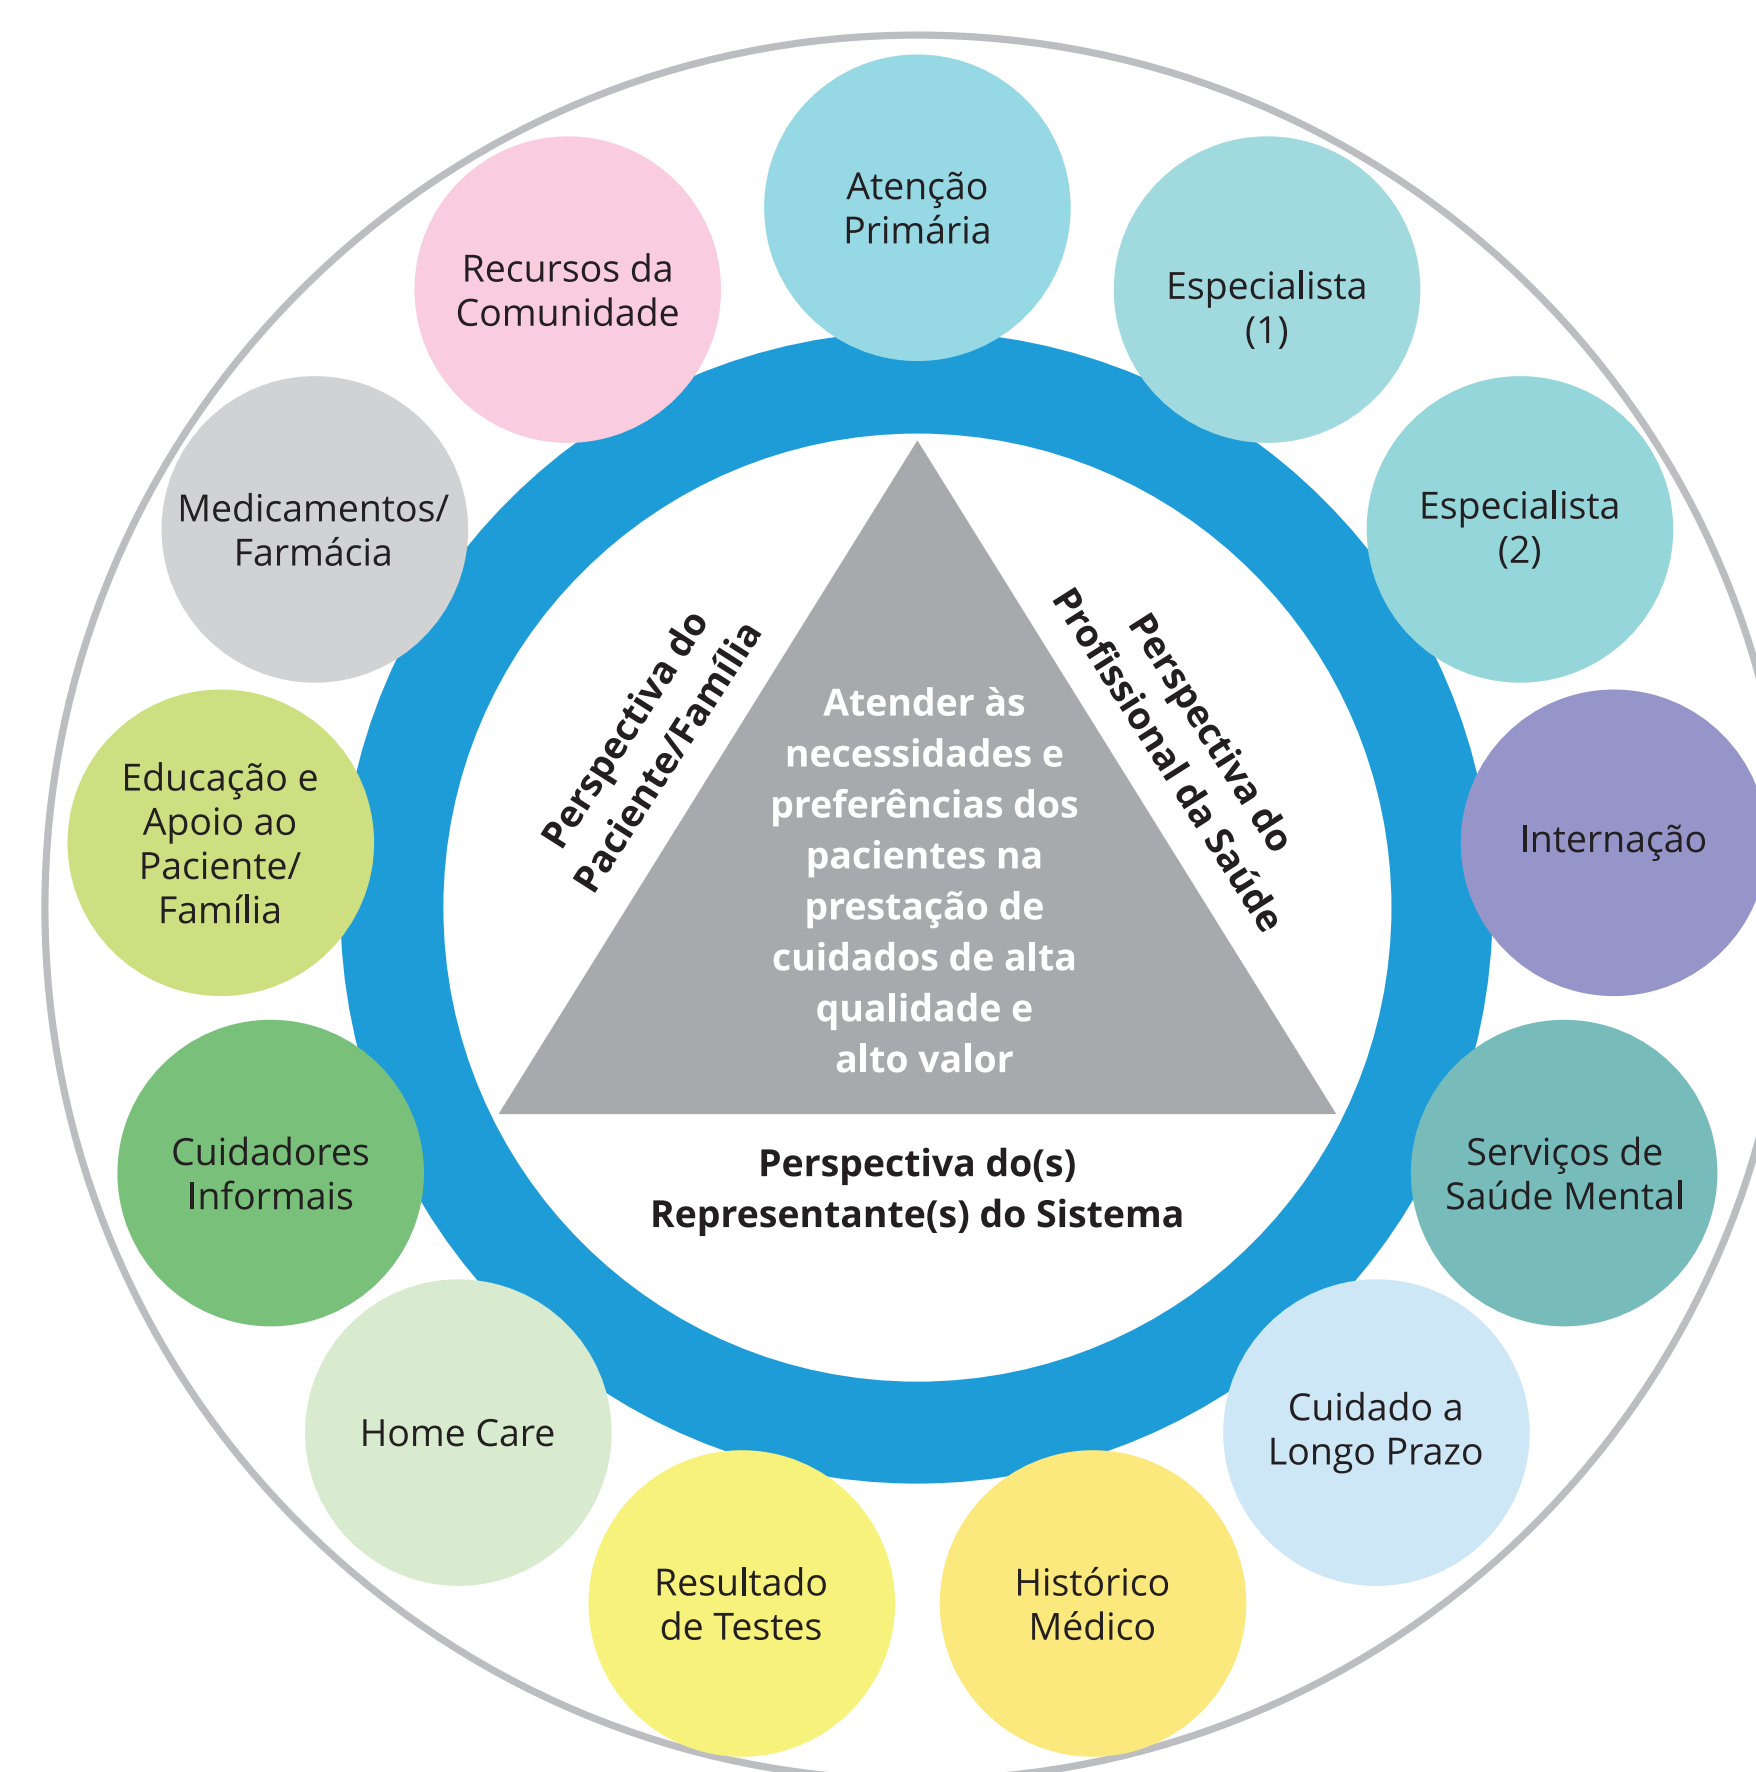 Atenção
Primária
Especialista
(1)
Especialista
(2)
Internação
Serviços de
Saúde Mental
Cuidado a
Longo Prazo
Histórico
Médico
Resultado
de Testes
Home Care
Cuidadores
Informais
Educação e
Apoio ao
Paciente/
Família
Medicamentos/
Farmácia
Recursos da
Comunidade
Perspectiva do
Paciente/Família
Perspectiva do
Profissional da Saúde
Atender às
necessidades e
preferências dos
pacientes na
prestação de
cuidados de alta
qualidade e
alto valor
Perspectiva do(s)
Representante(s) do Sistema